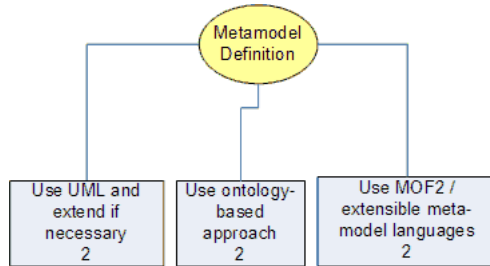 Metamodel
Definition
Use UML and
extend if
necessary
2
Use ontology-
based
approach
2
Use MOF2 /
extensible meta-
model languages
2